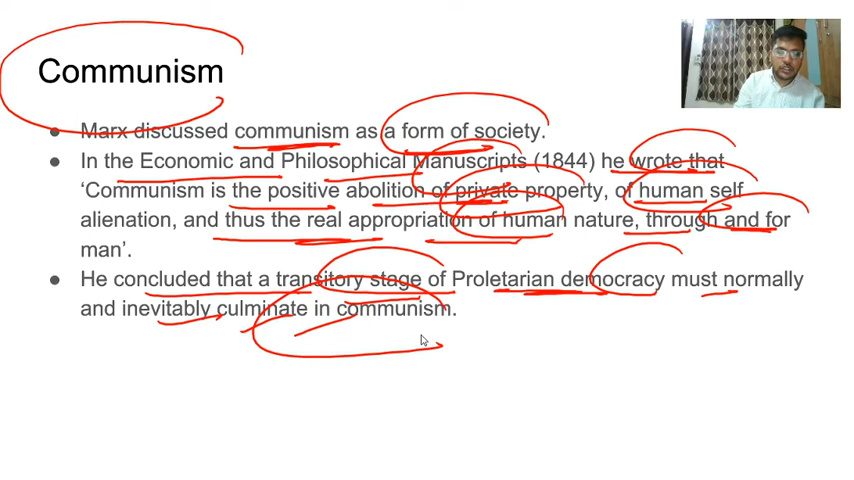 Communism
● Marx discussed communism as a form of society.
● In the Economic and Philosophical Manuscripts (1844) he wrote that
‘Communism is the positive abolition of private property, of human self
alienation, and thus the real appropriation of human nature, through and for
man’.
● He concluded that a transitory stage of Proletarian democracy must normally
and inevitably culminate in communism.